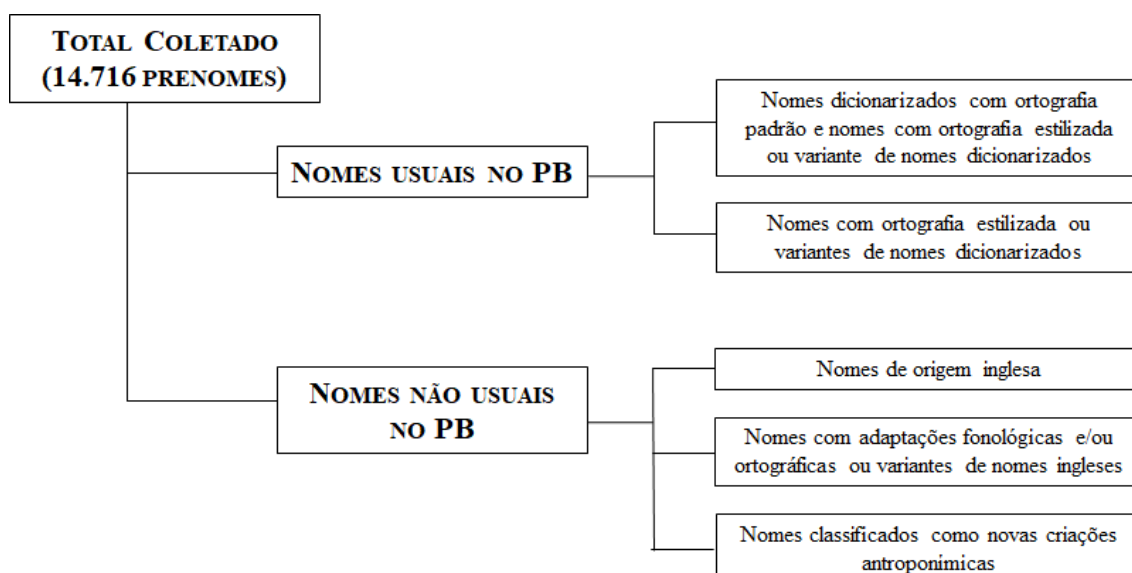 TOTAL COLETADO
(14.716 PRENOMES)
NOMES USUAIS NO PB
Nomes dicionarizados com ortografia
padrão e nomes com ortografia estilizada
ou variante de nomes dicionarizados
Nomes com ortografia estilizada ou
variantes de nomes dicionarizados
NOMES NÃO USUAIS
NO PB
Nomes de origem inglesa
Nomes com adaptações fonológicas e/ou
ortográficas ou variantes de nomes ingleses
Nomes classificados como novas criações
antroponímicas